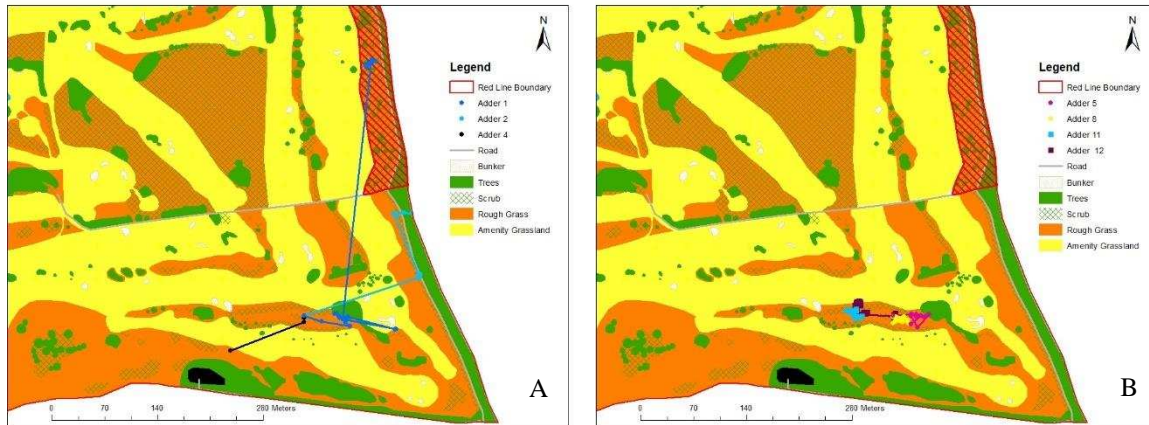 N
Legend
Red Line Boundary
Adder 1
Adder 2
Adder 4
Road
Bunker
Trees
Scrub
Rough Grass
Amenity Grassland
0 70 140 280 Meters
A
N
Legend
Red Line Boundary
Adder 5
Adder 8
Adder 11
Adder 12
Road
Bunker
Trees
Scrub
Rough Grass
Amenity Grassland
0 70 140 280 Meters
B